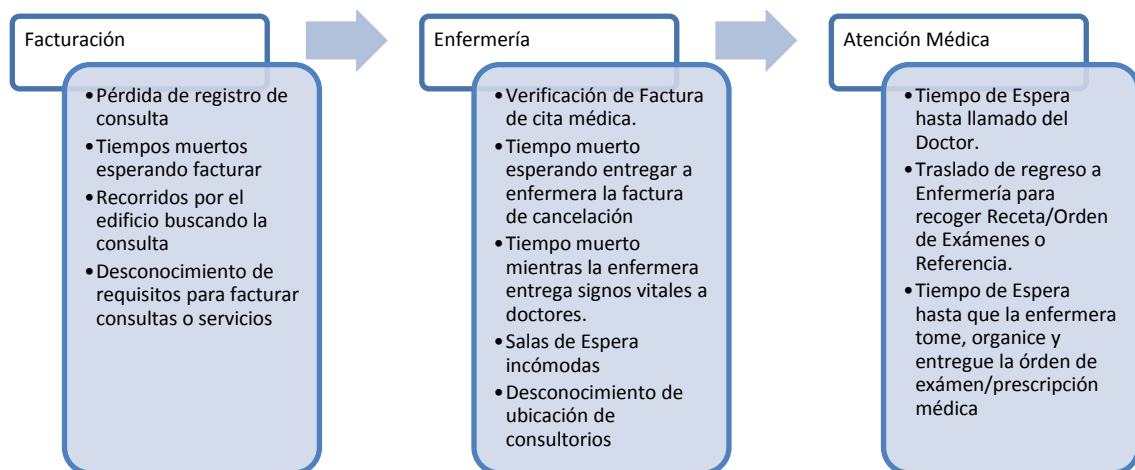 Facturación
•Pérdida de registro de
consulta
•Tiempos muertos
esperando facturar
•Recorridos por el
edificio buscando la
consulta
•Desconocimiento de
requisitos para facturar
consultas o servicios
Enfermería
•Verificación de Factura
de cita médica.
•Tiempo muerto
esperando entregar a
enfermera la factura
de cancelación
•Tiempo muerto
mientras la enfermera
entrega signos vitales a
doctores.
•Salas de Espera
incómodas
•Desconocimiento de
ubicación de
consultorios
Atención Médica
•Tiempo de Espera
hasta llamado del
Doctor.
•Traslado de regreso a
Enfermería para
recoger Receta/Orden
de Exámenes o
Referencia.
•Tiempo de Espera
hasta que la enfermera
tome, organice y
entregue la órden de
exámen/prescripción
médica